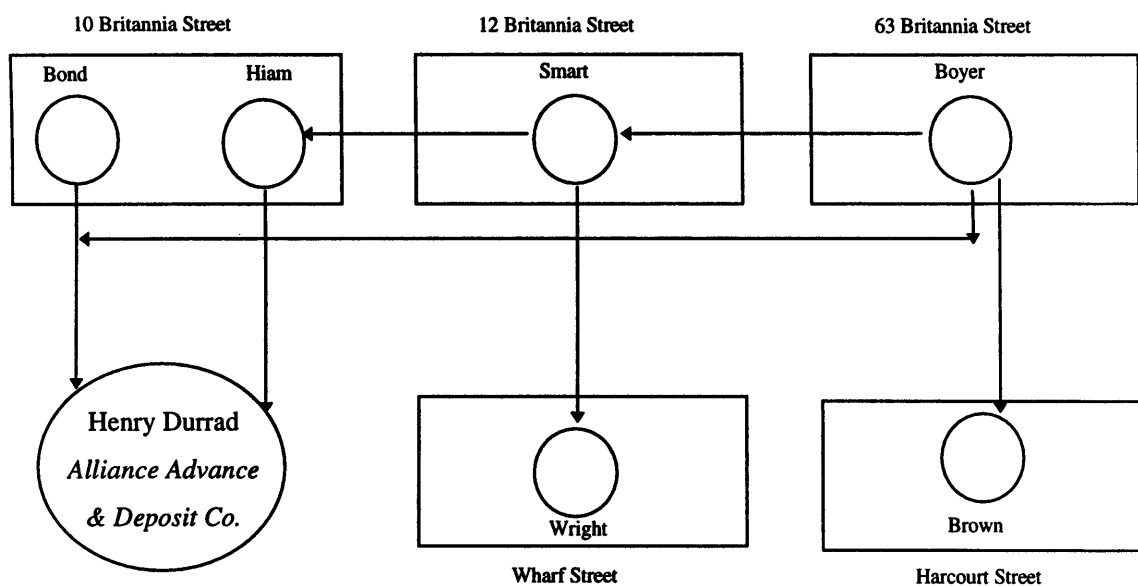 10 Britannia Street
12 Britannia Street
63 Britannia Street
Bond
Hiam
Smart
Boyer
Henry Durrad
Alliance Advance
& Deposit Co.
Wright
Brown
Wharf Street
Harcourt Street